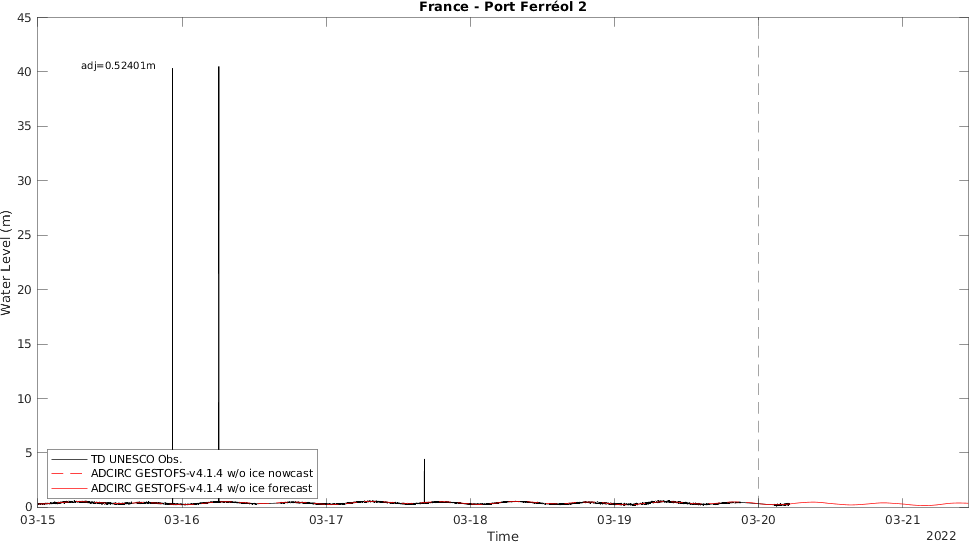 France - Port Ferréol 2
Water Level (m)
45
40
35
30
25
20
15
10
5
0
adj=0.52401m
TD UNESCO Obs.
ADCIRC GESTOFS-v4.1.4 w/o ice nowcast
ADCIRC GESTOFS-v4.1.4 w/o ice forecast
03-15 03-16 03-17 03-18 03-19 03-20 03-21
Time
2022